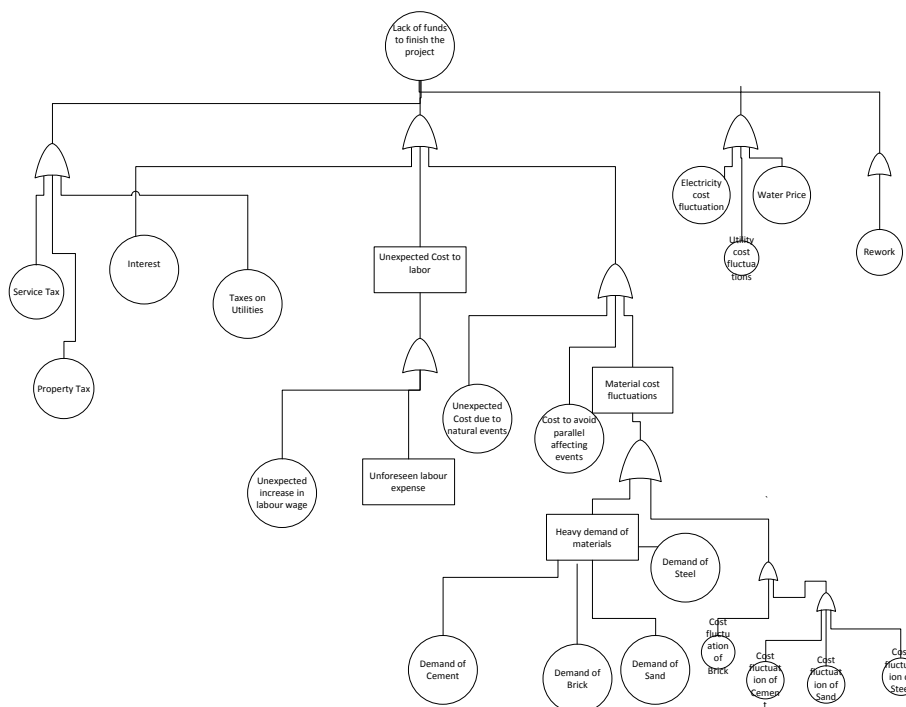 Lack of funds
to finish the
project
Electricity
cost
fluctuation
Water Price
Utility
cost
fluctua
tions
Rework
Interest
Unexpected Cost to
labor
Service Tax
Taxes on
Utilities
Property Tax
Material cost
fluctuations
Unexpected
Cost due to
natural events
Cost to avoid
parallel
affecting
events
Unexpected
increase in
labour wage
Unforeseen labour
expense
Heavy demand of
materials
Demand of
Steel
Demand of
Cement
Demand of
Brick
Demand of
Sand
Cost
fluctu
ation
of
Brick
Cost
fluctuat
ion of
Cemen
t
Cost
fluctuat
ion of
Sand
Cos
fluctu
ion o
Stee